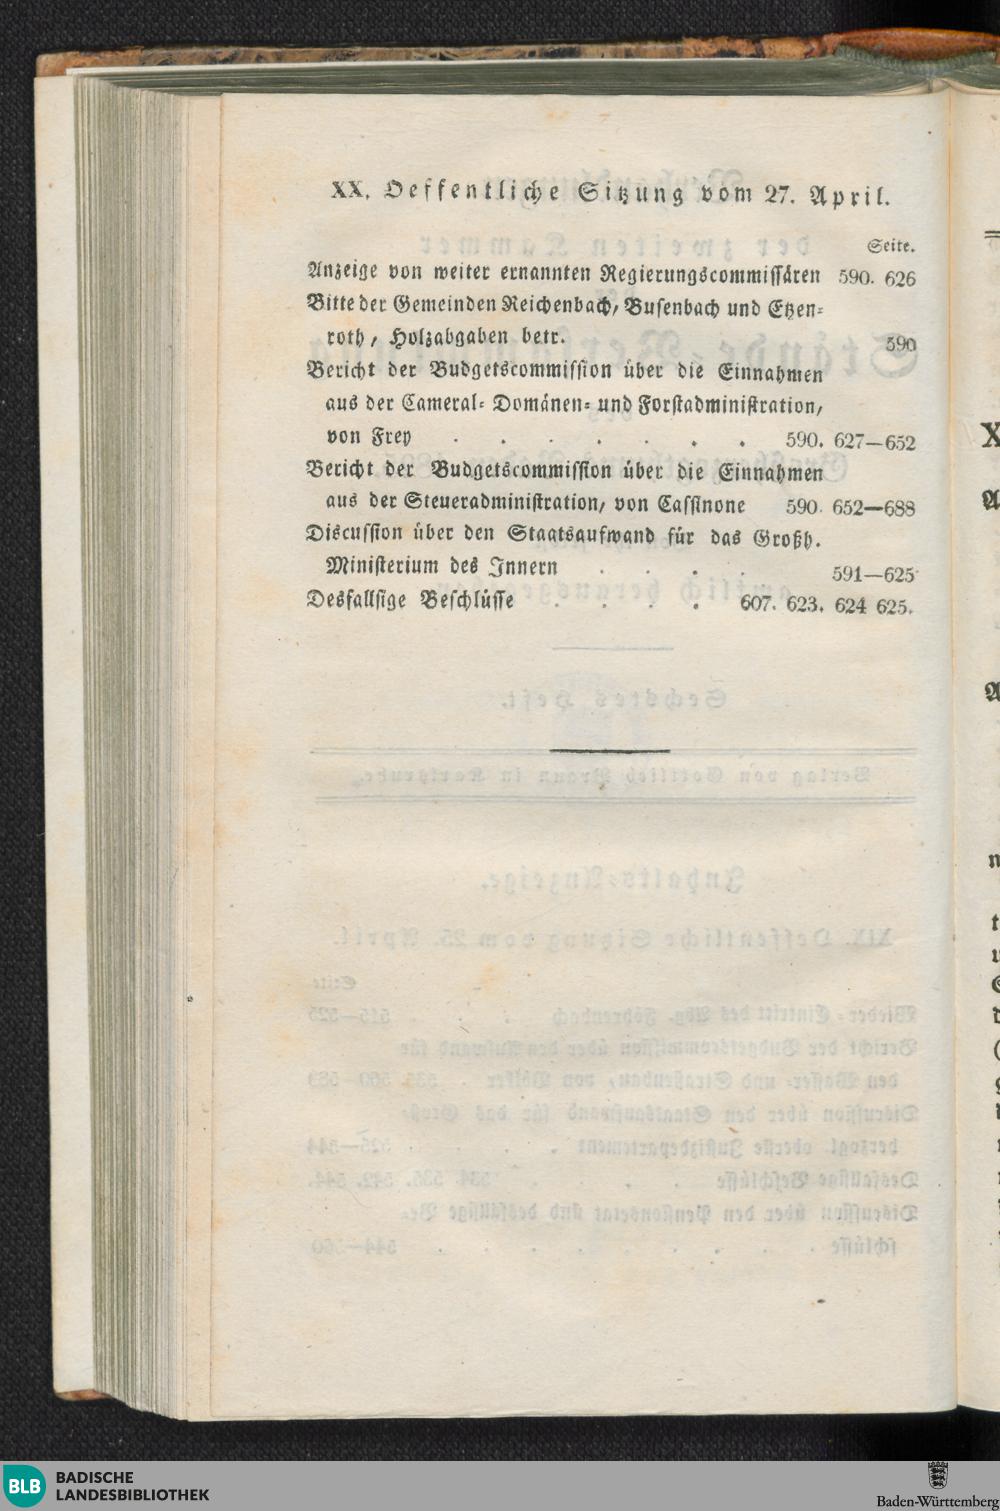 XX. Oeffentliche Sitzung vom 27. April.
Seite.
Anzeige von weiter ernannten Regierungscommissären 590. 626
Bitte der Gemeinden Reichenbach, Busenbach und Etzen-
roth, Holzabgaben betr. 590
Bericht der Budgetscommission über die Einnahmen
aus der Cameral- Domänen- und Forstadministration,
von Frey . . . . . . . 590. 627—652
Bericht der Budgetscommission über die Einnahmen
aus der Steueradministration, von Cassinone 590. 652—688
Discussion über den Staatsaufwand für das Großh.
Ministerium des Innern . . . . 591—625
Desfallsige Beschlüsse . . . . 607. 623. 624 625.
BLB BADISCHE
LANDESBIBLIOTHEK
Baden-Württemberg